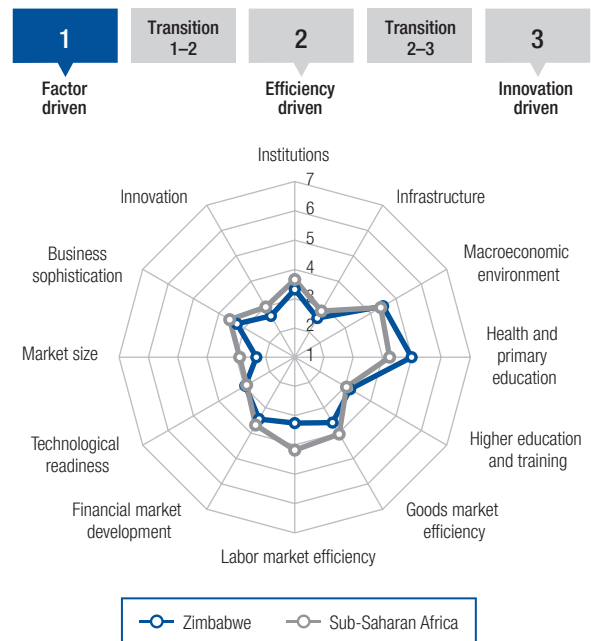 1
Transition
1–2
2
Transition
2–3
3
Factor
driven
Efficiency
driven
Innovation
driven
Institutions
7
6
5
4
3
2
1
Infrastructure
Macroeconomic
environment
Health and
primary
education
Higher education
and training
Goods market
efficiency
Labor market efficiency
Financial market
development
Technological
readiness
Market size
Business
sophistication
Innovation
Zimbabwe
Sub-Saharan Africa